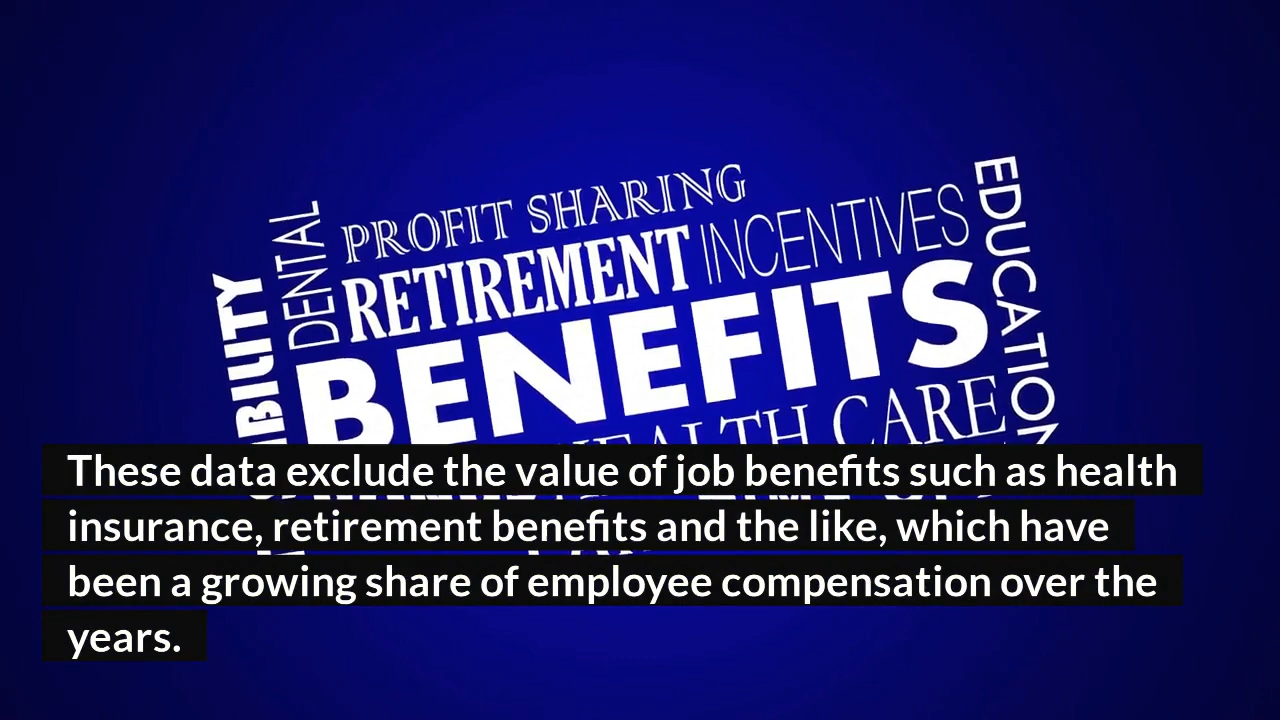 PROFIT SHARING
DENTAL
RETIREMENT INCENTIVES
EDUCATION
BENEFITS
HEALTH CARE
These data exclude the value of job benefits such as health
insurance, retirement benefits and the like, which have
been a growing share of employee compensation over the
years.